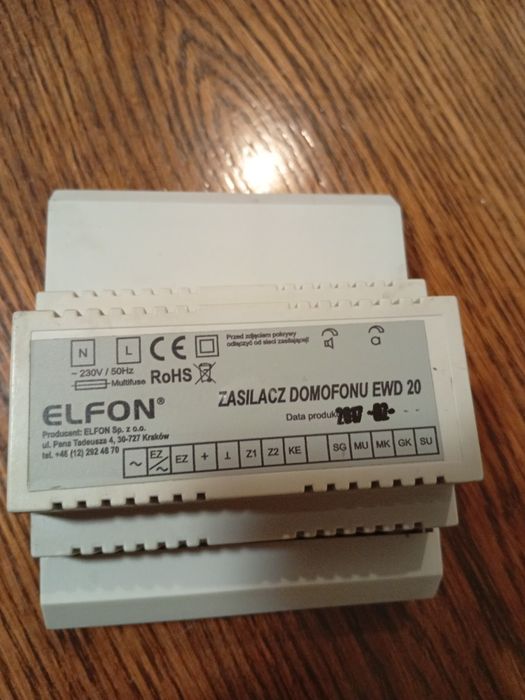 N L CE
~ 230V / 50Hz
Multifuse RoHS
Przed zdjęciem pokrywy
odłączyć od sieci zasilającej!
ELFON®
ZASILACZ DOMOFONU EWD 20
Data produk 2017 -02-
Producent: ELFON Sp. z o.o.
ul. Pana Tadeusza 4, 30-727 Kraków
tel. +48 (12) 292 48 70
~ EZ/~ EZ + ⊥ Z1 Z2 KE SG MU MK GK SU